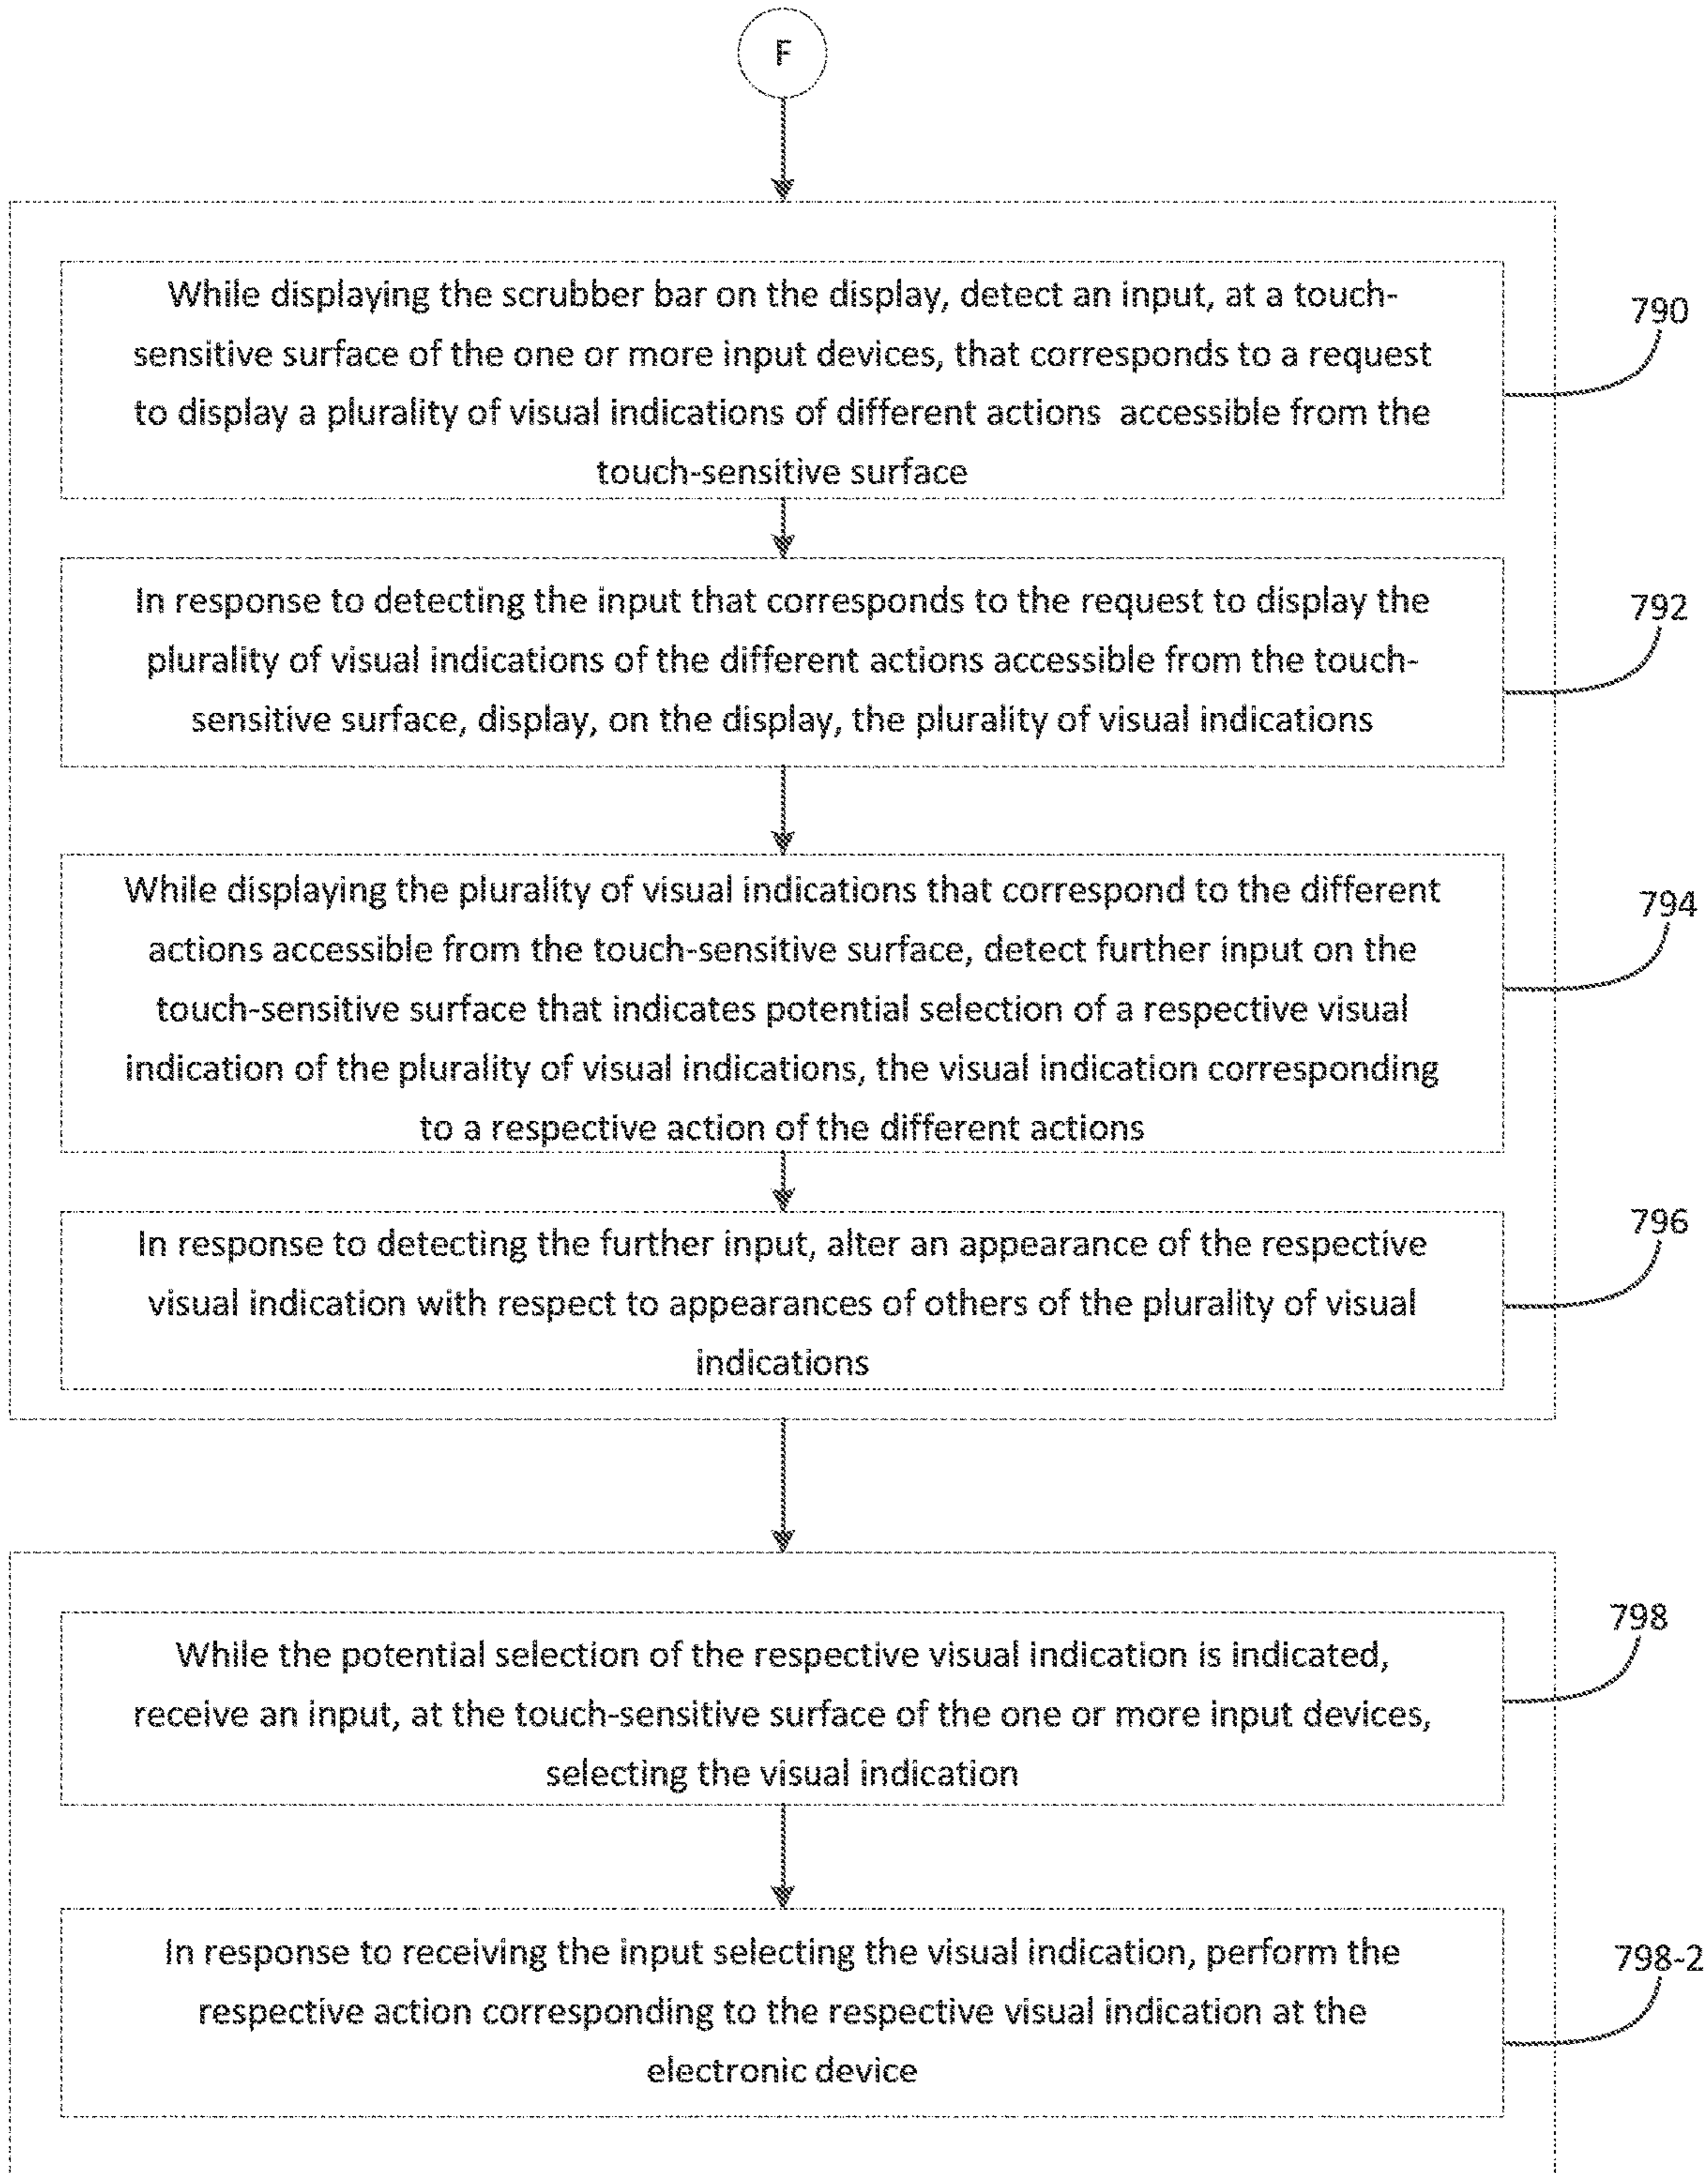 F
While displaying the scrubber bar on the display, detect an input, at a touch-
sensitive surface of the one or more input devices, that corresponds to a request
to display a plurality of visual indications of different actions  accessible from the
touch-sensitive surface
790
In response to detecting the input that corresponds to the request to display the
plurality of visual indications of the different actions accessible from the touch-
sensitive surface, display, on the display, the plurality of visual indications
792
While displaying the plurality of visual indications that correspond to the different
actions accessible from the touch-sensitive surface, detect further input on the
touch-sensitive surface that indicates potential selection of a respective visual
indication of the plurality of visual indications, the visual indication corresponding
to a respective action of the different actions
794
In response to detecting the further input, alter an appearance of the respective
visual indication with respect to appearances of others of the plurality of visual
indications
796
While the potential selection of the respective visual indication is indicated,
receive an input, at the touch-sensitive surface of the one or more input devices,
selecting the visual indication
798
In response to receiving the input selecting the visual indication, perform the
respective action corresponding to the respective visual indication at the
electronic device
798-2